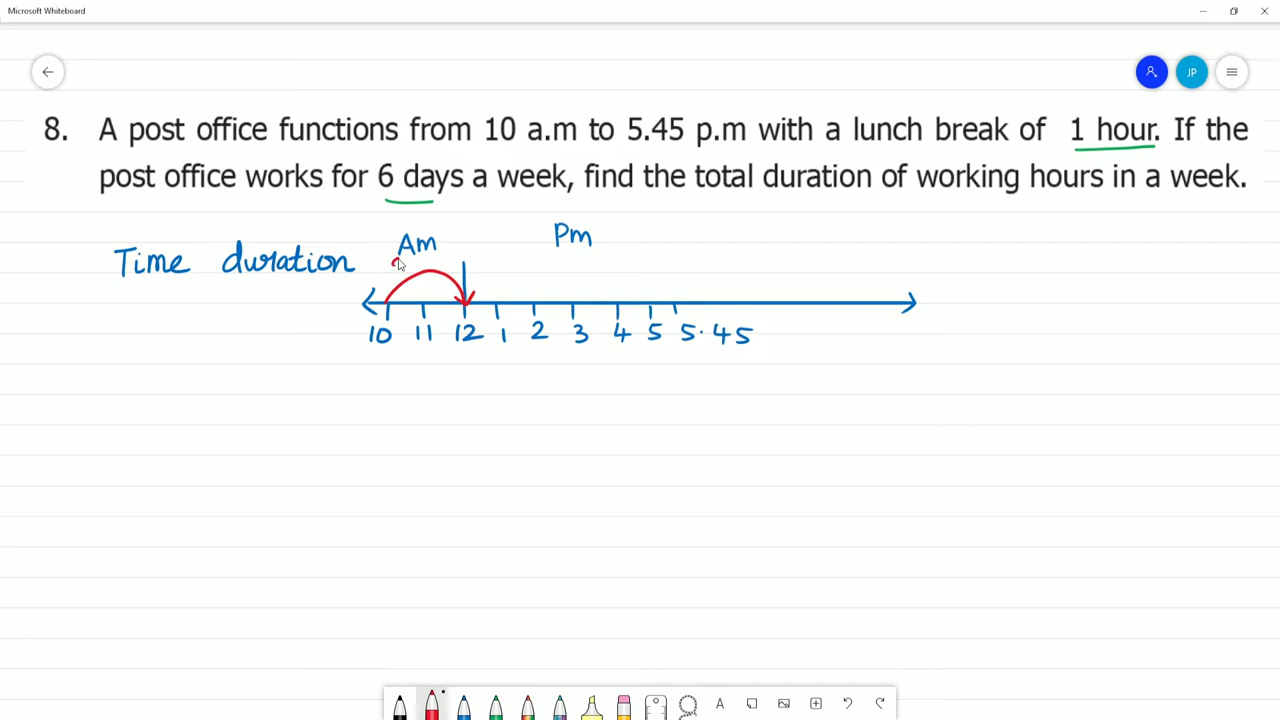 Microsoft Whiteboard
JP
8. A post office functions from 10 a.m to 5.45 p.m with a lunch break of 1 hour. If the
post office works for 6 days a week, find the total duration of working hours in a week.
Time duration Am Pm
10 11 12 1 2 3 4 5 5.45
A